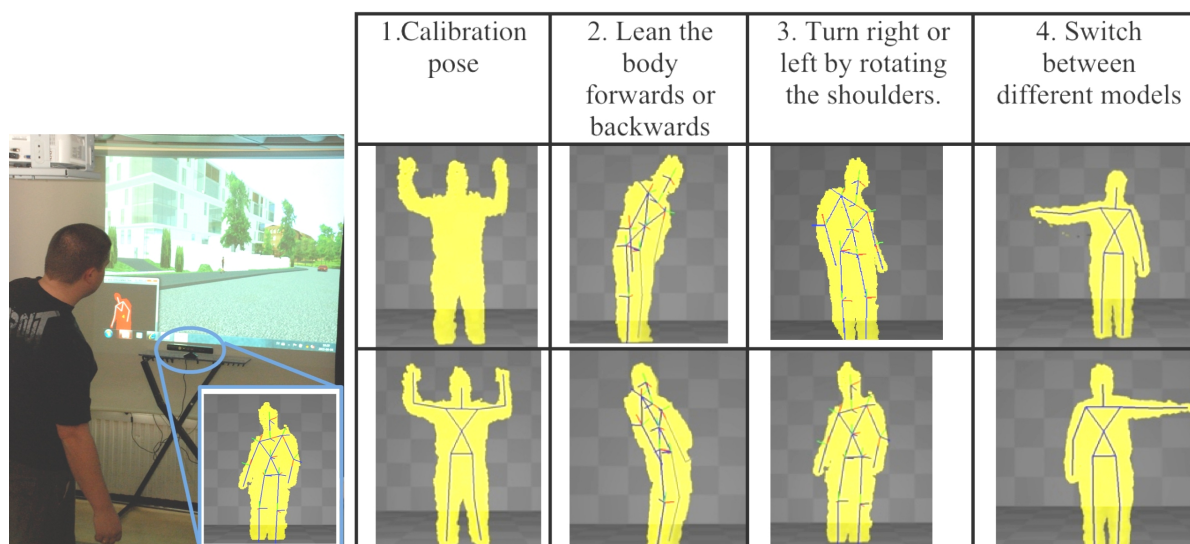 1.Calibration
pose
2. Lean the
body
forwards or
backwards
3. Turn right or
left by rotating
the shoulders.
4. Switch
between
different models